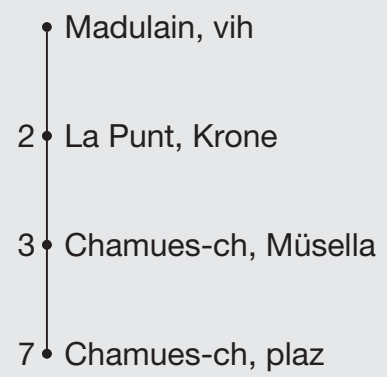 Madulain, vih
2 La Punt, Krone
3 Chamues-ch, Müsella
7 Chamues-ch, plaz